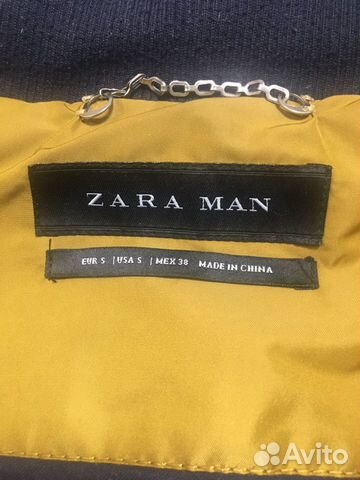 ZARA MAN
EUR S | USA S | MEX 38 MADE IN CHINA
Avito